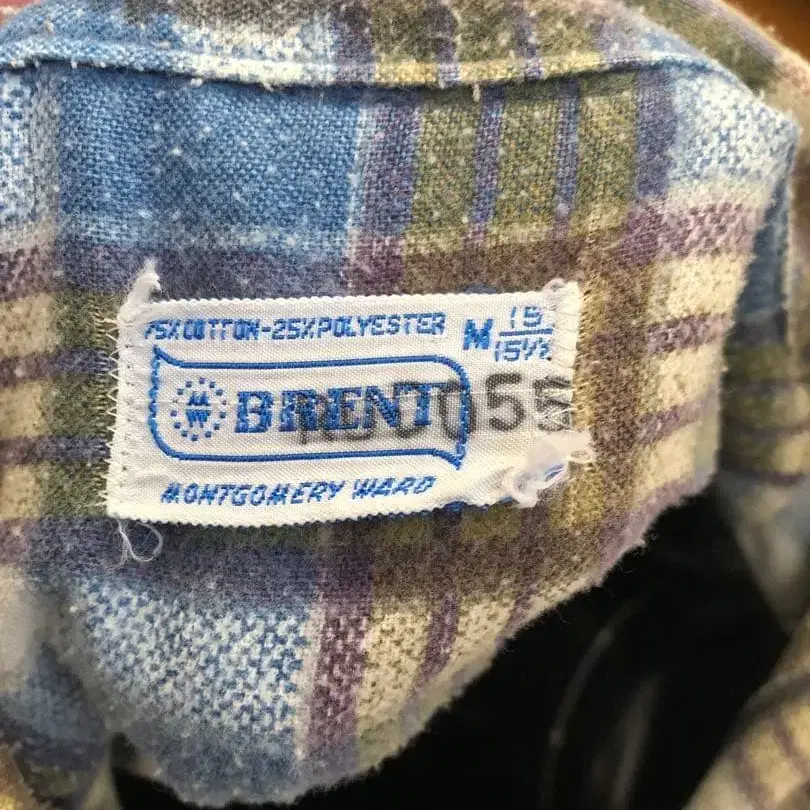 75% COTTON-25% POLYESTER
M 15/15½
BRENT
MONTGOMERY WARD